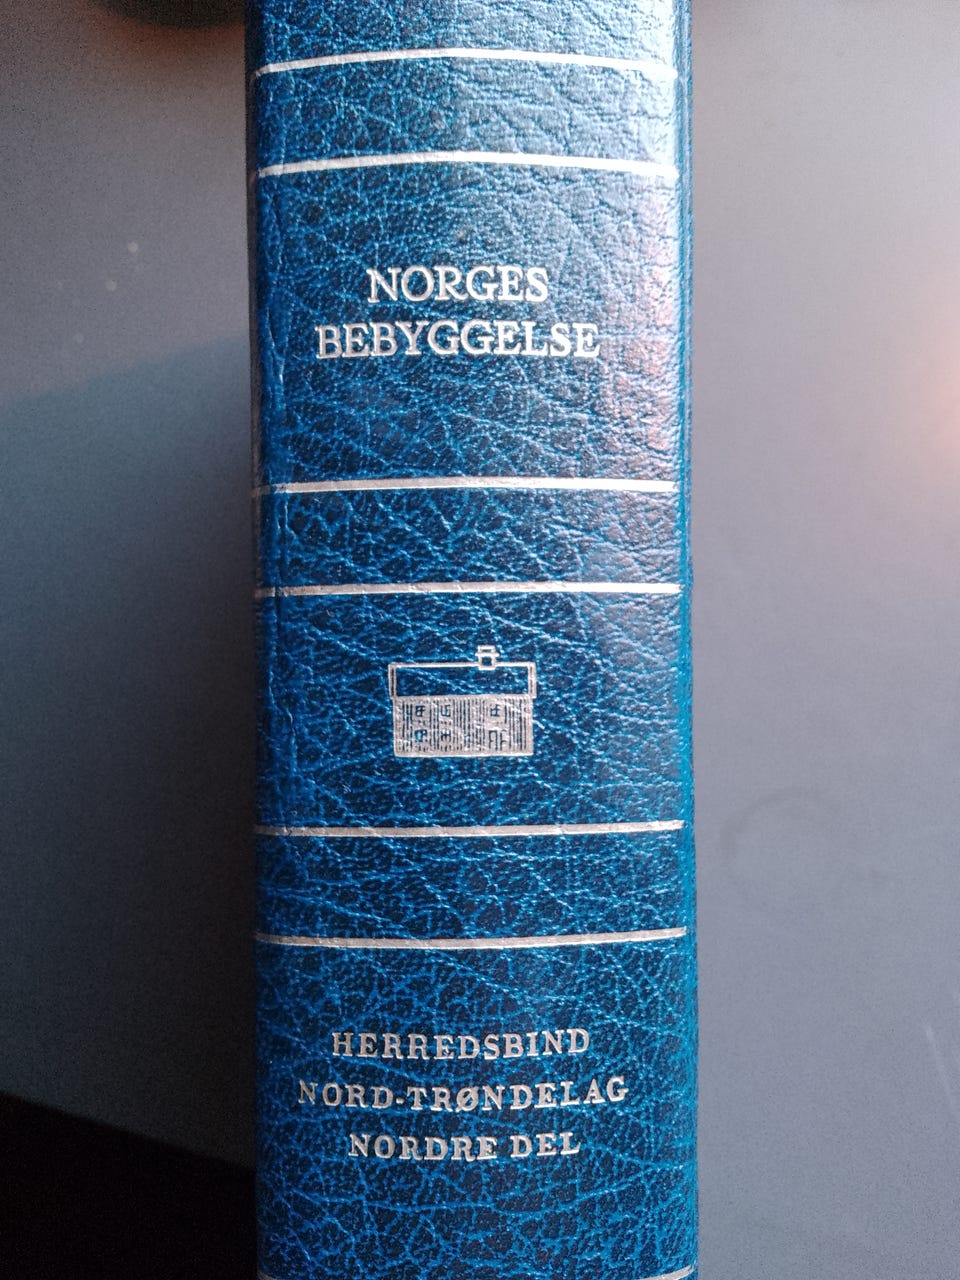 NORGES
BEBYGGELSE
HERREDSBIND
NORD-TRØNDELAG
NORDRE DEL